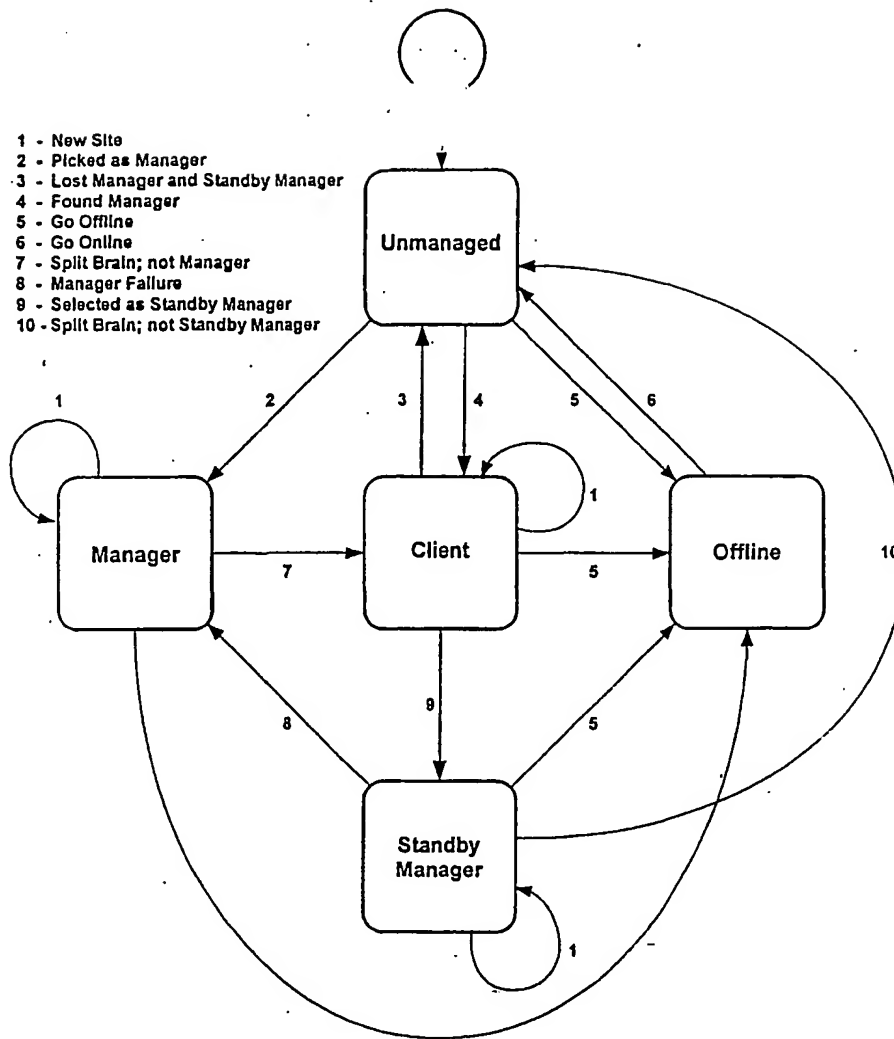 1 - New Site
2 - Picked as Manager
3 - Lost Manager and Standby Manager
4 - Found Manager
5 - Go Offline
6 - Go Online
7 - Split Brain; not Manager
8 - Manager Failure
9 - Selected as Standby Manager
10 - Split Brain; not Standby Manager
Unmanaged
1
2
3
4
5
6
1
Manager
7
Client
5
Offline
10
9
8
5
Standby
Manager
1